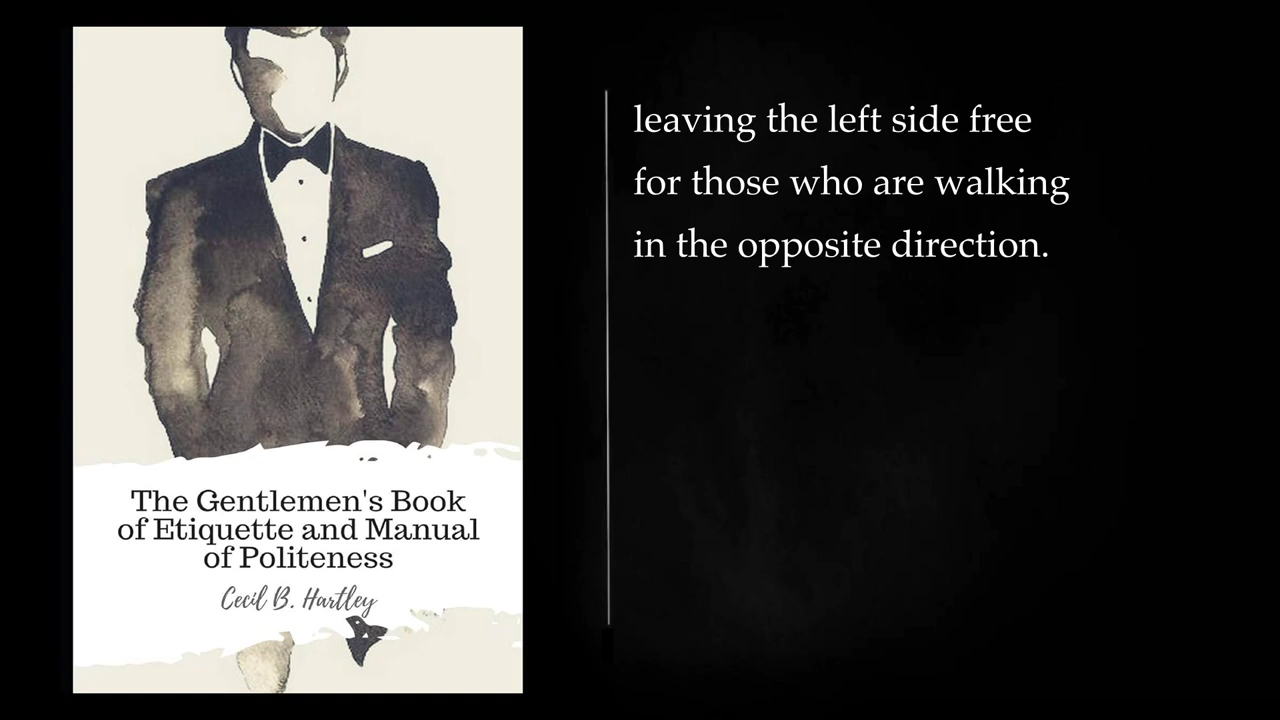 The Gentlemen's Book
of Etiquette and Manual
of Politeness
Cecil B. Hartley
leaving the left side free
for those who are walking
in the opposite direction.